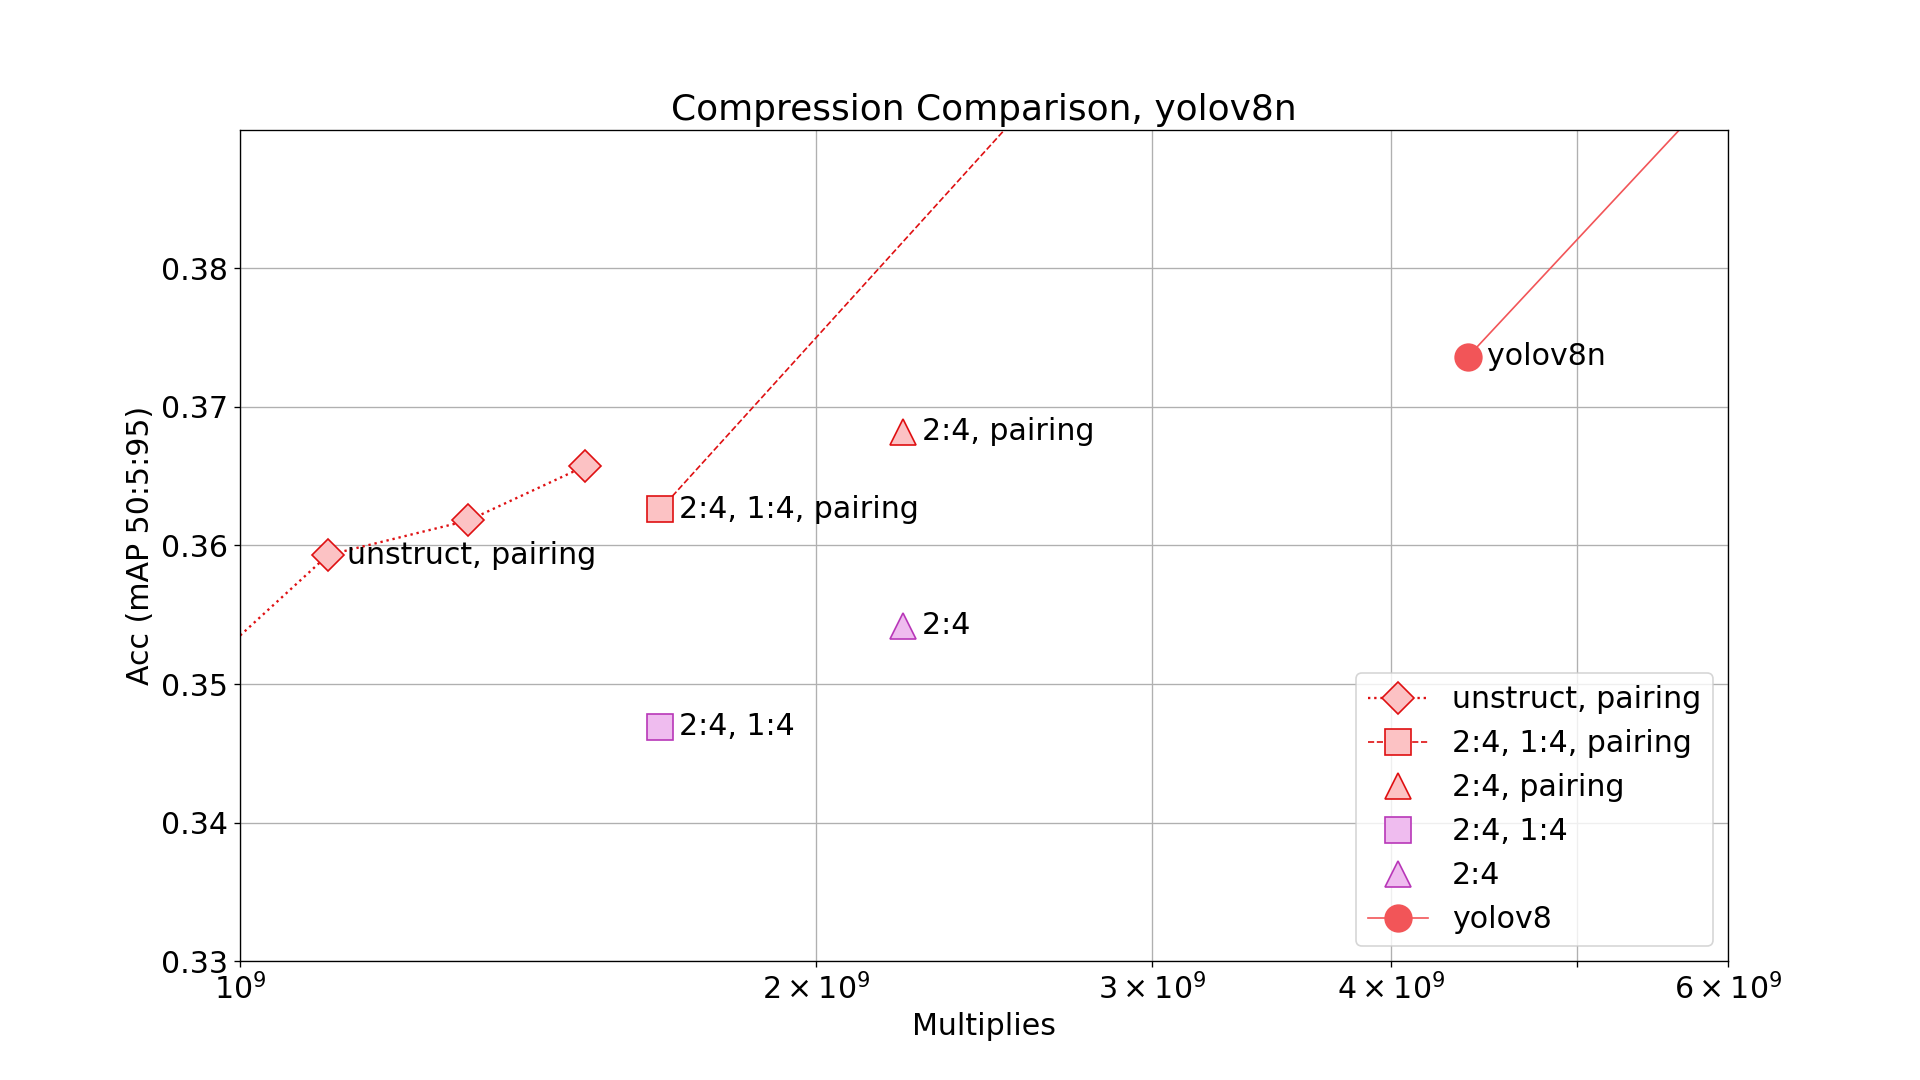 Compression Comparison, yolov8n
Acc (mAP 50:5:95)
0.38
0.37
0.36
0.35
0.34
0.33
yolov8n
2:4, pairing
2:4, 1:4, pairing
unstruct, pairing
2:4
2:4, 1:4
unstruct, pairing
2:4, 1:4, pairing
2:4, pairing
2:4, 1:4
2:4
yolov8
10⁹ 2 × 10⁹ 3 × 10⁹ 4 × 10⁹ 6 × 10⁹
Multiplies